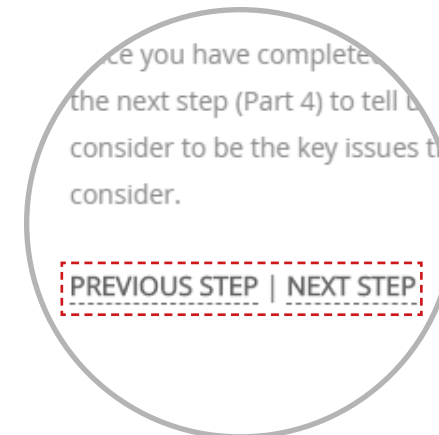 you have
the next step (Part 4) to tell
consider to be the key issues
consider.
PREVIOUS STEP | NEXT STEP